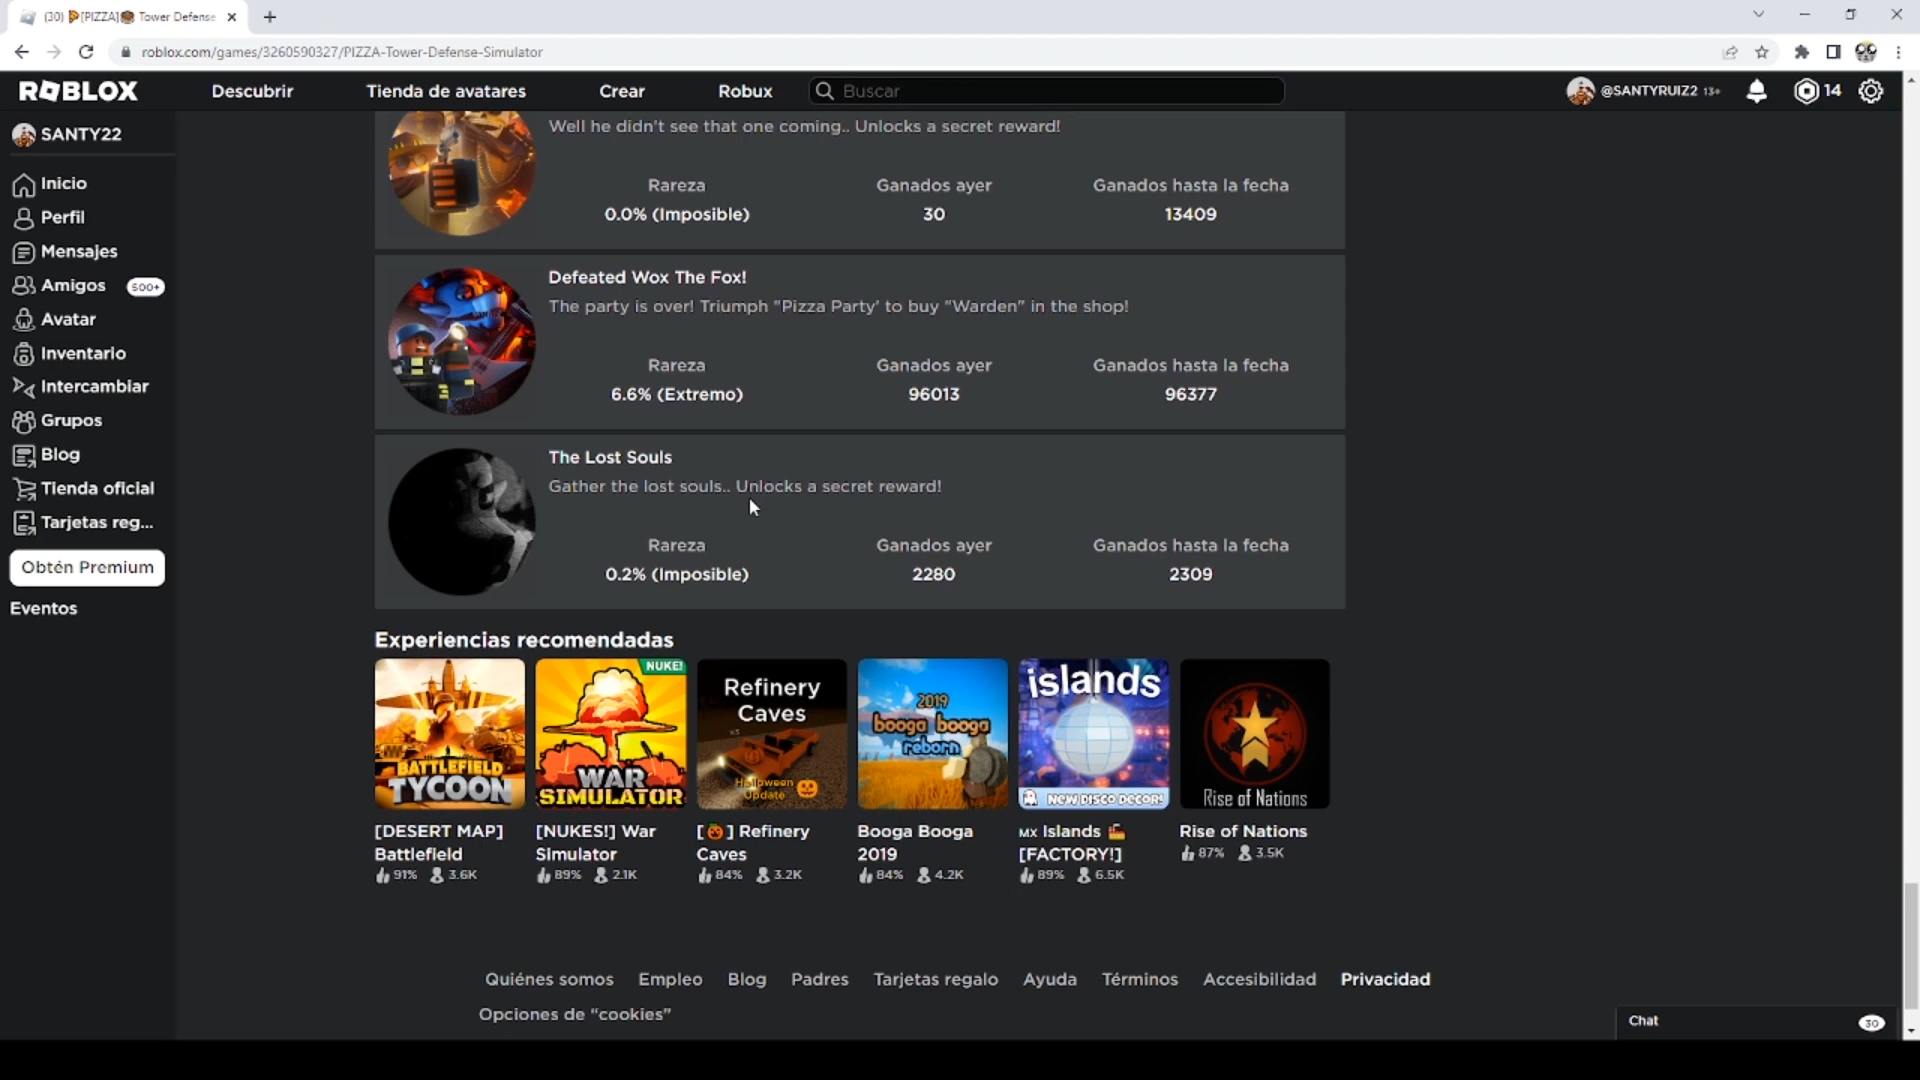 (30) 🍕[PIZZA]🟤 Tower Defense
roblox.com/games/3260590327/PIZZA-Tower-Defense-Simulator
ROBLOX
Descubrir
Tienda de avatares
Crear
Robux
Buscar
@SANTYRUIZ2 13+
14
SANTY22
Inicio
Perfil
Mensajes
Amigos 500+
Avatar
Inventario
Intercambiar
Grupos
Blog
Tienda oficial
Tarjetas reg...
Obtén Premium
Eventos
Well he didn't see that one coming.. Unlocks a secret reward!
Rareza Ganados ayer Ganados hasta la fecha
0.0% (Imposible) 30 13409
Defeated Wox The Fox!
The party is over! Triumph "Pizza Party' to buy "Warden" in the shop!
Rareza Ganados ayer Ganados hasta la fecha
6.6% (Extremo) 96013 96377
The Lost Souls
Gather the lost souls.. Unlocks a secret reward!
Rareza Ganados ayer Ganados hasta la fecha
0.2% (Imposible) 2280 2309
Experiencias recomendadas
BATTLEFIELD
TYCOON
[DESERT MAP]
Battlefield
91% 3.6K
NUKE!
WAR
SIMULATOR
[NUKES!] War
Simulator
89% 2.1K
Refinery
Caves
x3
Halloween
Update
[🎃] Refinery
Caves
84% 3.2K
2019
booga booga
reborn
Booga Booga
2019
84% 4.2K
islands
NEW DISCO DECOR!
MX Islands 🏭
[FACTORY!]
89% 6.5K
Rise of Nations
Rise of Nations
87% 3.5K
Quiénes somos Empleo Blog Padres Tarjetas regalo Ayuda Términos Accesibilidad Privacidad
Opciones de “cookies”
Chat 30